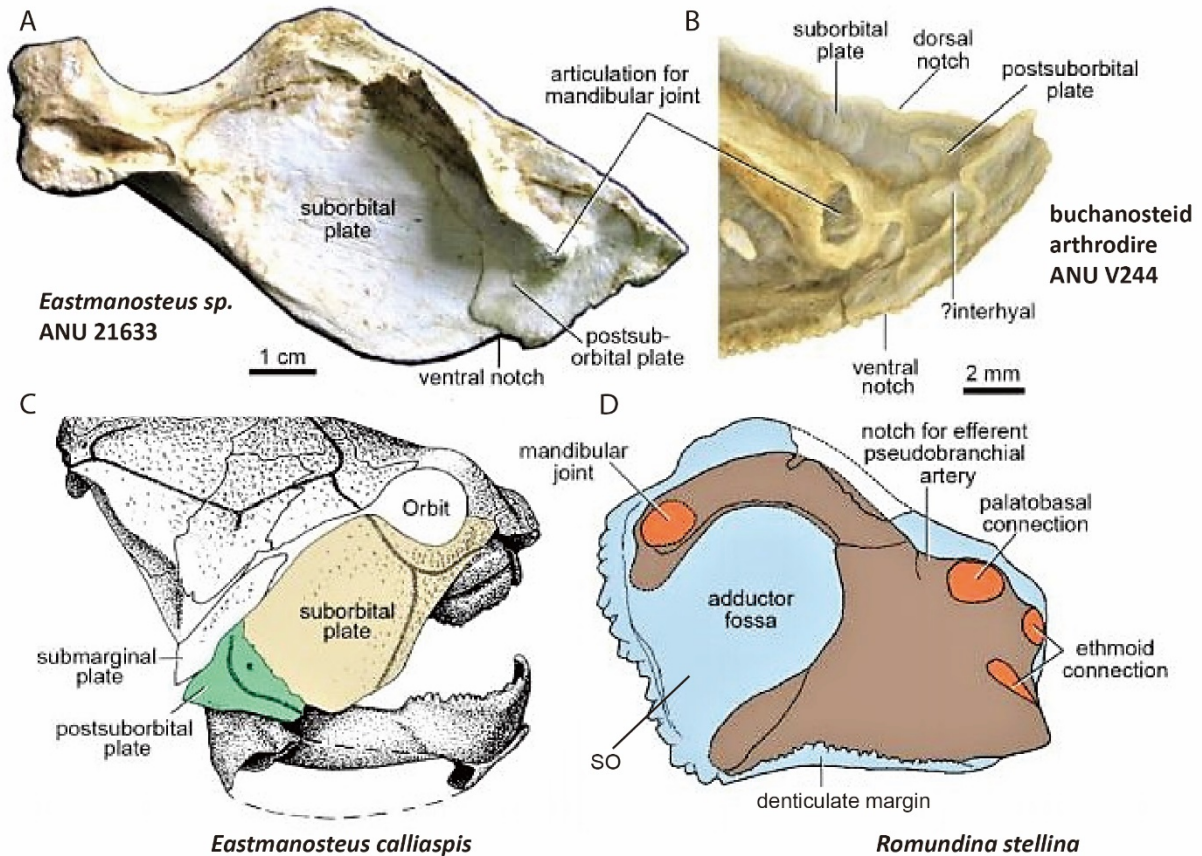 A
suborbital
plate
articulation for
mandibular joint
postsub-
orbital plate
ventral notch
Eastmanosteus sp.
ANU 21633
1 cm
B
suborbital
plate
dorsal
notch
postsuborbital
plate
buchanosteid
arthrodire
ANU V244
?interhyal
ventral
notch
2 mm
C
Orbit
suborbital
plate
submarginal
plate
postsuborbital
plate
Eastmanosteus calliaspis
D
mandibular
joint
notch for efferent
pseudobranchial
artery
palatobasal
connection
adductor
fossa
ethmoid
connection
SO
denticulate margin
Romundina stellina